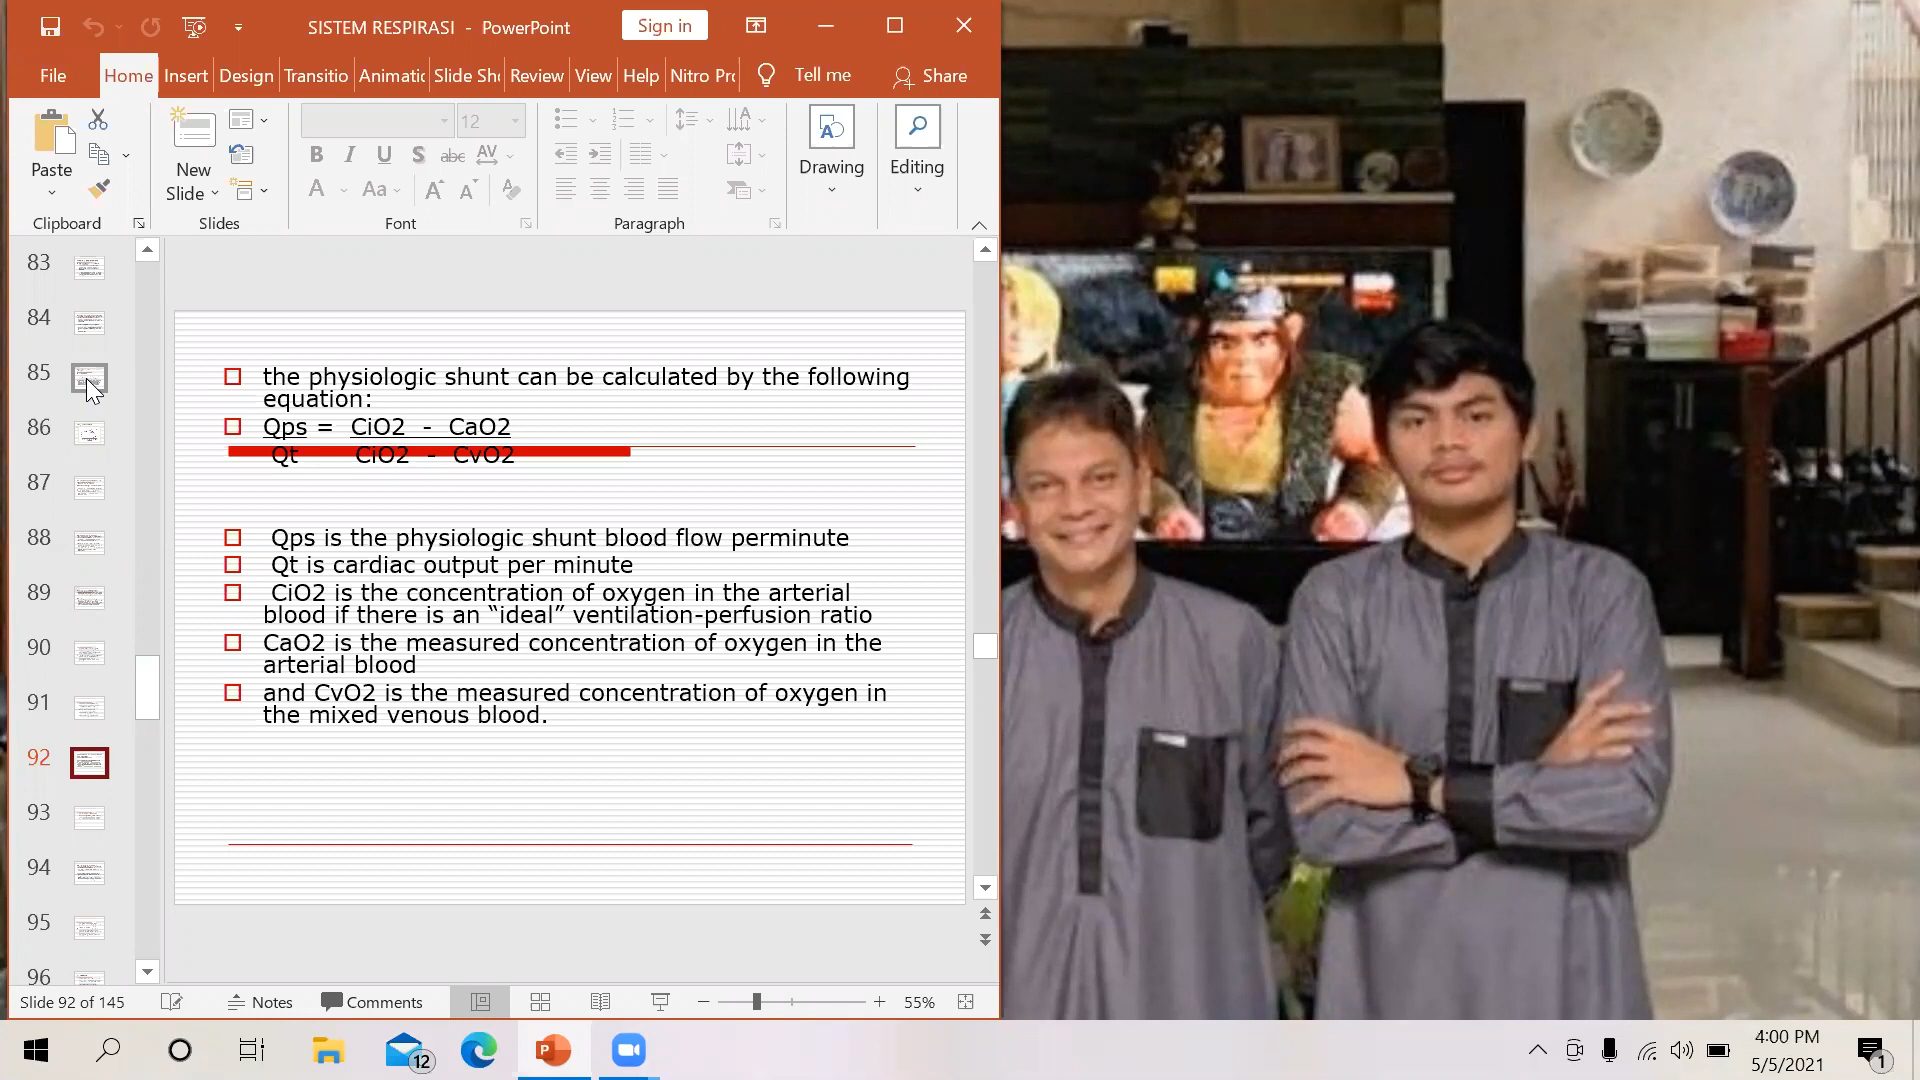 SISTEM RESPIRASI - PowerPoint
Sign in
File
Home
Insert
Design
Transitio
Animatic
Slide Sh
Review
View
Help
Nitro Pr
Tell me
Share
Paste
New
Slide
12
B I U S abc AV
A Aa A A
Drawing
Editing
Clipboard
Slides
Font
Paragraph
83
84
85
86
87
88
89
90
91
92
93
94
95
96
the physiologic shunt can be calculated by the following
equation:
Qps = CiO2 - CaO2
Qt CiO2 - CvO2
Qps is the physiologic shunt blood flow perminute
Qt is cardiac output per minute
CiO2 is the concentration of oxygen in the arterial
blood if there is an “ideal” ventilation-perfusion ratio
CaO2 is the measured concentration of oxygen in the
arterial blood
and CvO2 is the measured concentration of oxygen in
the mixed venous blood.
Slide 92 of 145
Notes
Comments
55%
12
4:00 PM
5/5/2021
1